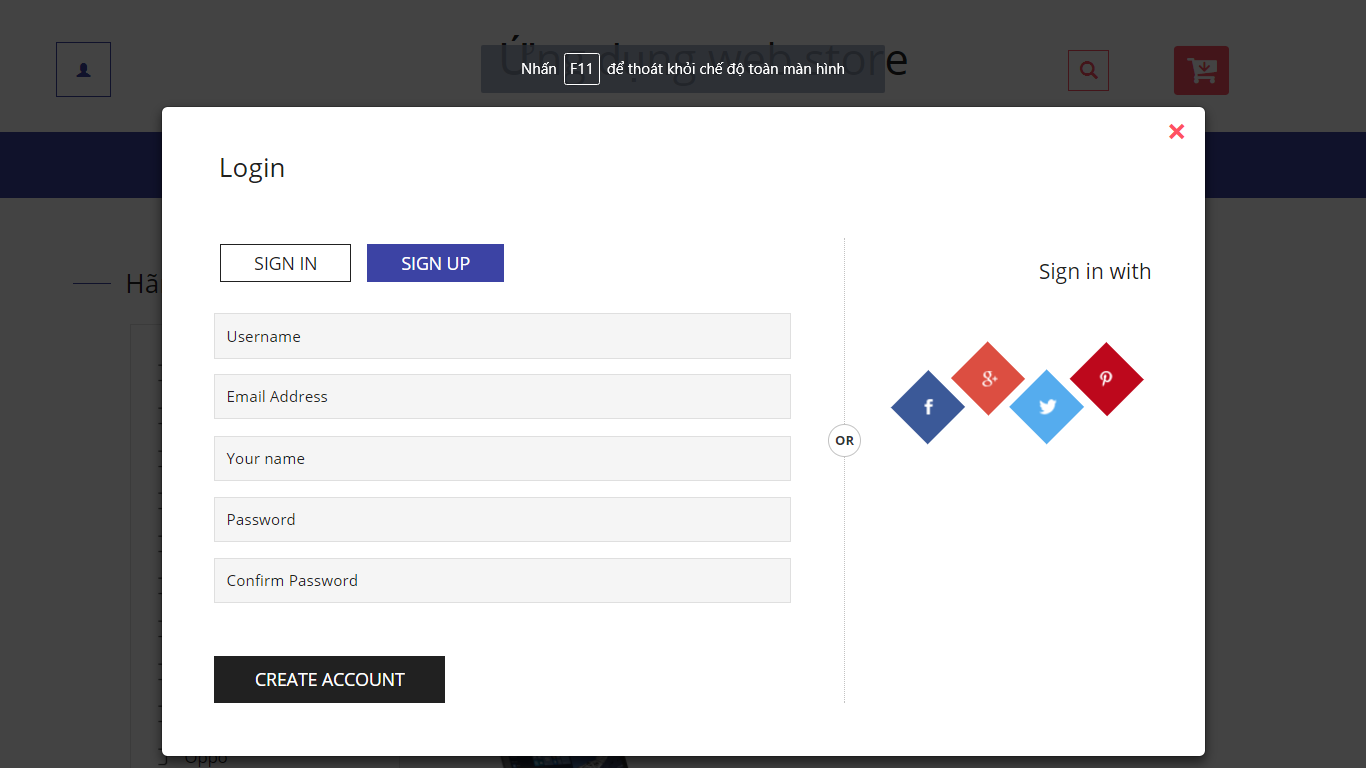 Ứng dụng web store
Nhấn F11 để thoát khỏi chế độ toàn màn hình
Login
SIGN IN SIGN UP
Sign in with
Hã
Username
Email Address
f g+ 
OR
Your name
Password
Confirm Password
CREATE ACCOUNT
Oppo